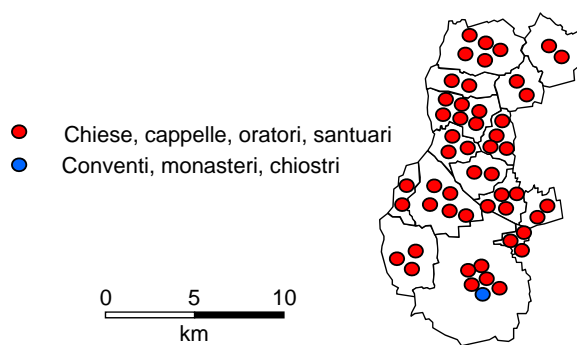 Chiese, cappelle, oratori, santuari
Conventi, monasteri, chiostri
0 5 10
km